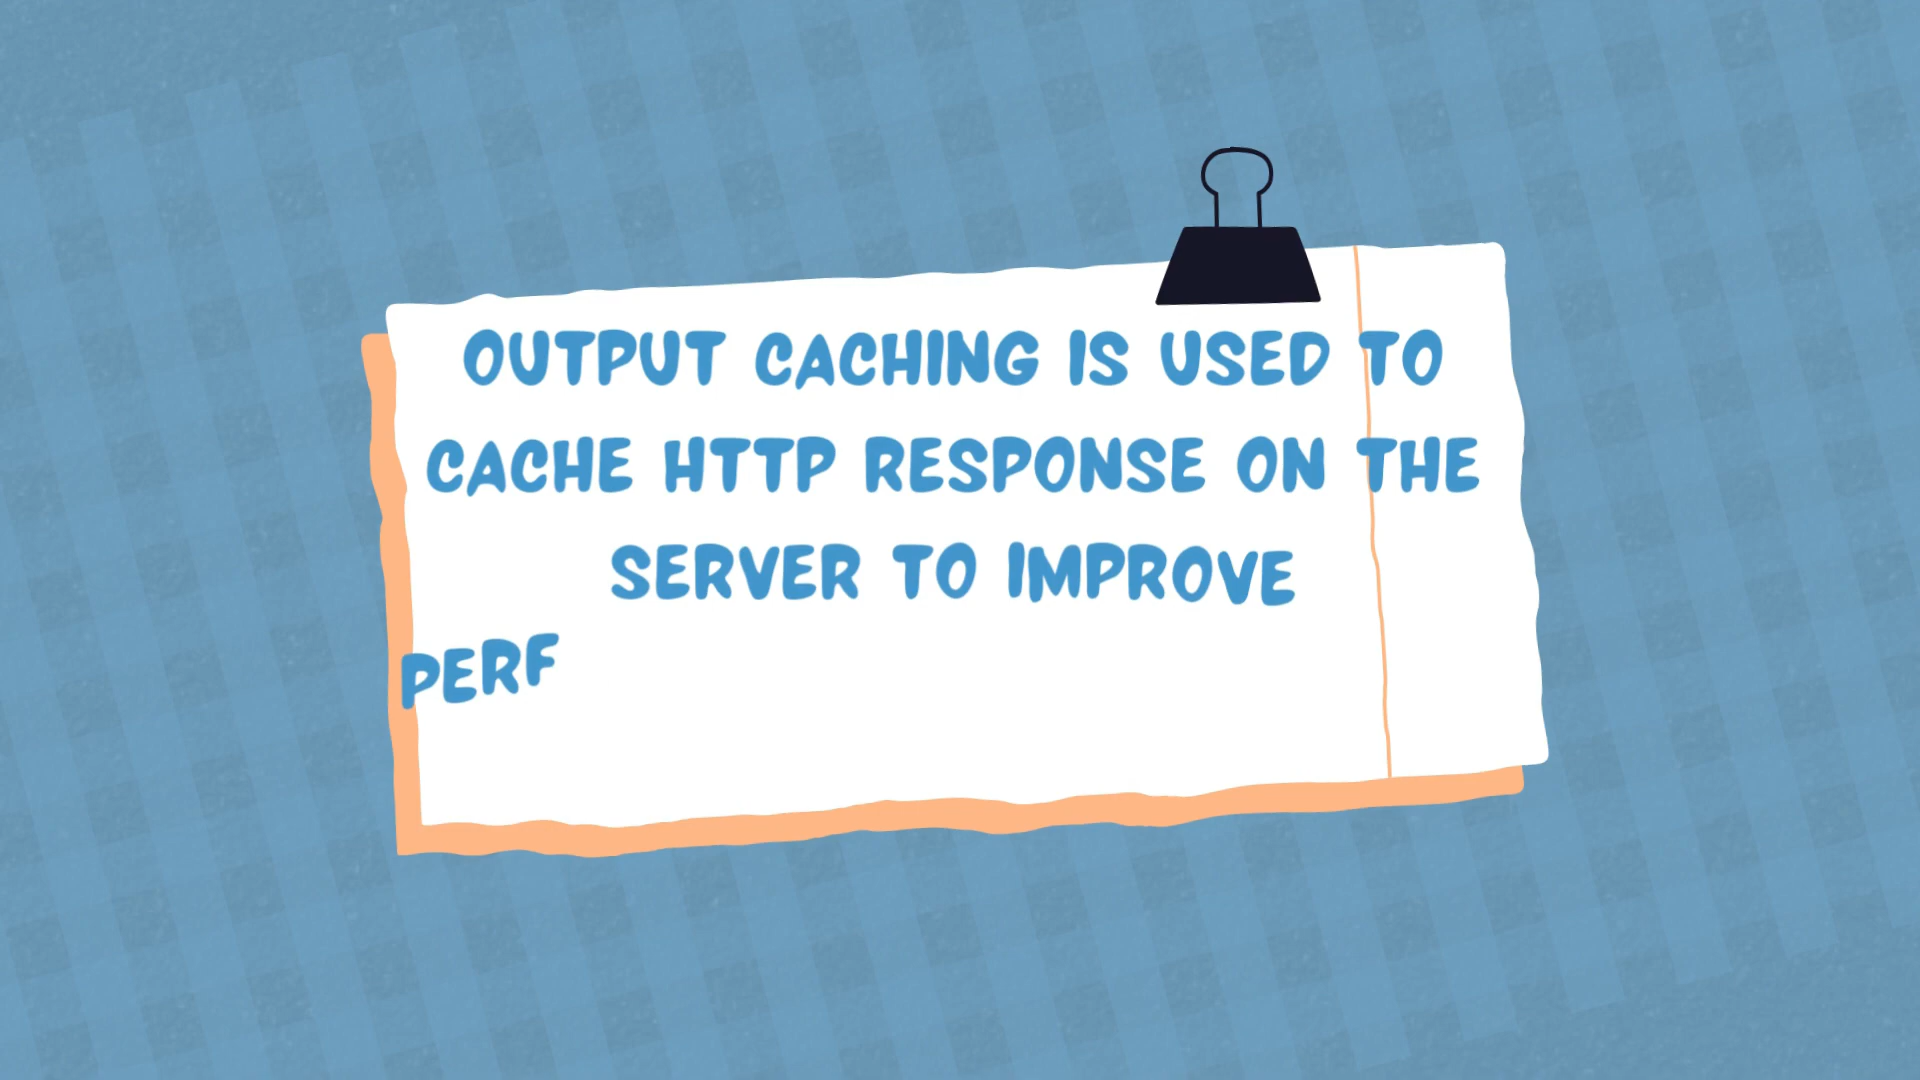 OUTPUT CACHING IS USED TO
CACHE HTTP RESPONSE ON THE
SERVER TO IMPROVE
PERF